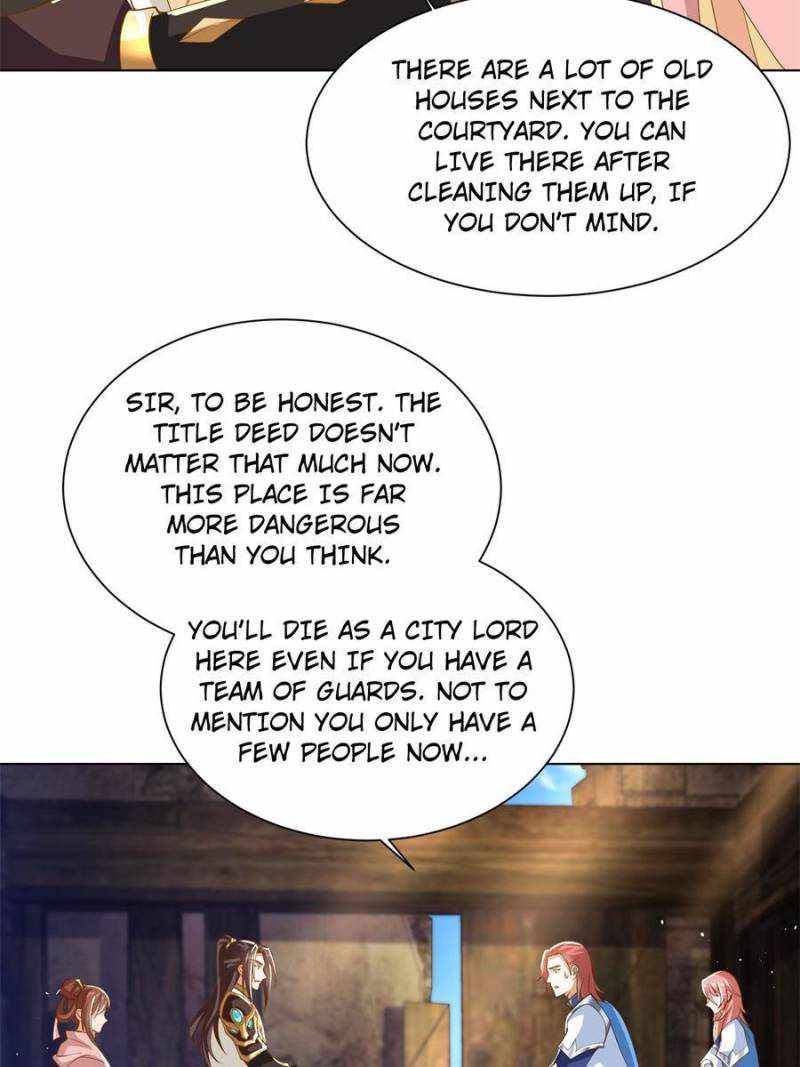 THERE ARE A LOT OF OLD
HOUSES NEXT TO THE
COURTYARD. YOU CAN
LIVE THERE AFTER
CLEANING THEM UP, IF
YOU DON'T MIND.
SIR, TO BE HONEST. THE
TITLE DEED DOESN'T
MATTER THAT MUCH NOW.
THIS PLACE IS FAR
MORE DANGEROUS
THAN YOU THINK.
YOU'LL DIE AS A CITY LORD
HERE EVEN IF YOU HAVE A
TEAM OF GUARDS. NOT TO
MENTION YOU ONLY HAVE A
FEW PEOPLE NOW...